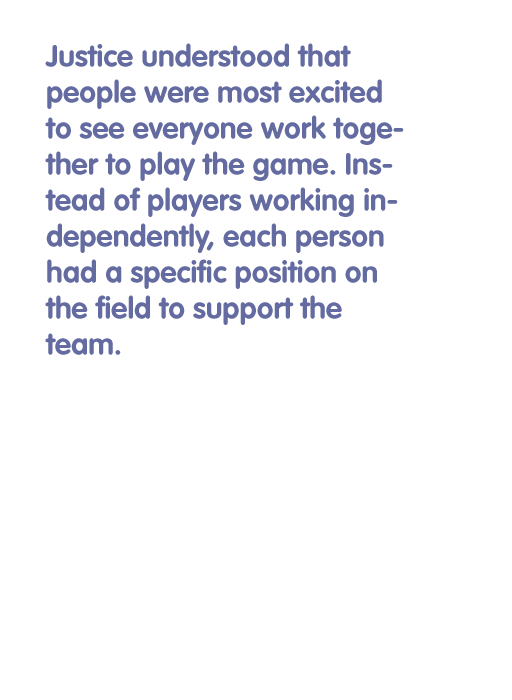 Justice understood that
people were most excited
to see everyone work toge-
ther to play the game. Ins-
tead of players working in-
dependently, each person
had a specific position on
the field to support the
team.